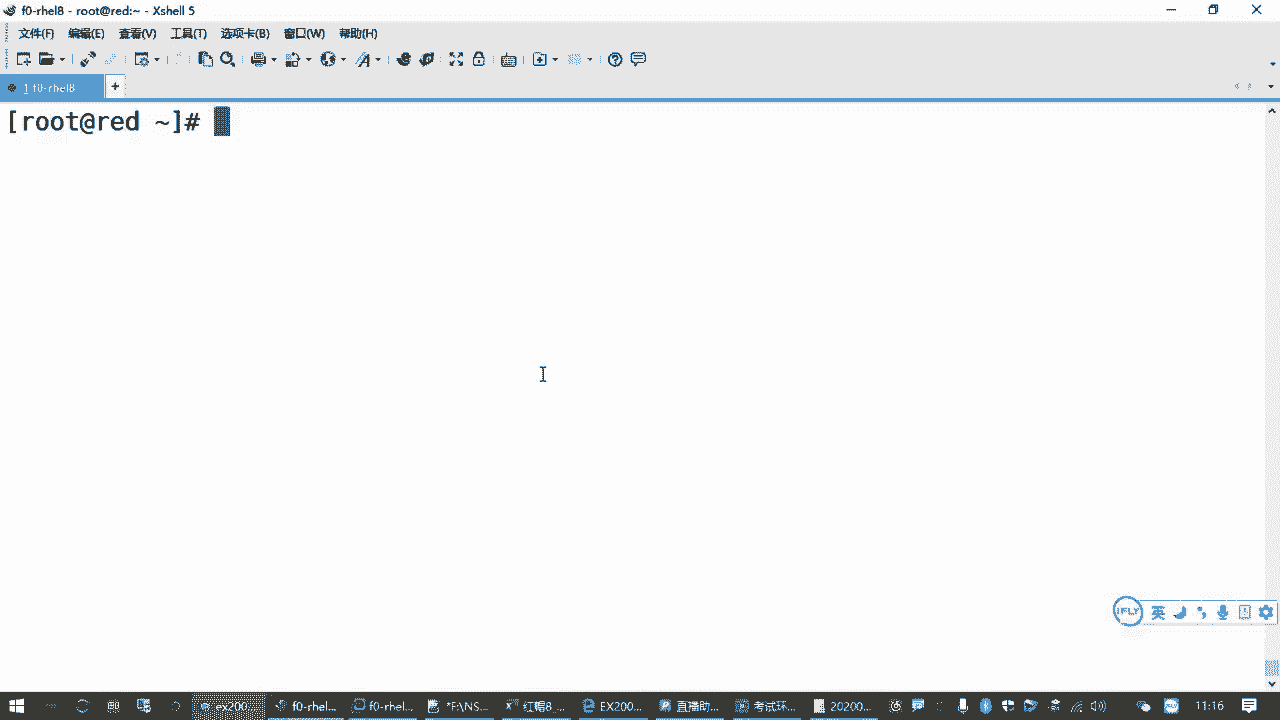 f0-rhel8 - root@red:~ - Xshell 5
文件(F) 编辑(E) 查看(V) 工具(T) 选项卡(B) 窗口(W) 帮助(H)
1 f0-rhel8 +
[root@red ~]#
iFLY 英
ex200... f0-rhel... f0-rhel... *E:\NS... 红帽8_... EX200... 直播助... 考试环... 20200... 11:16